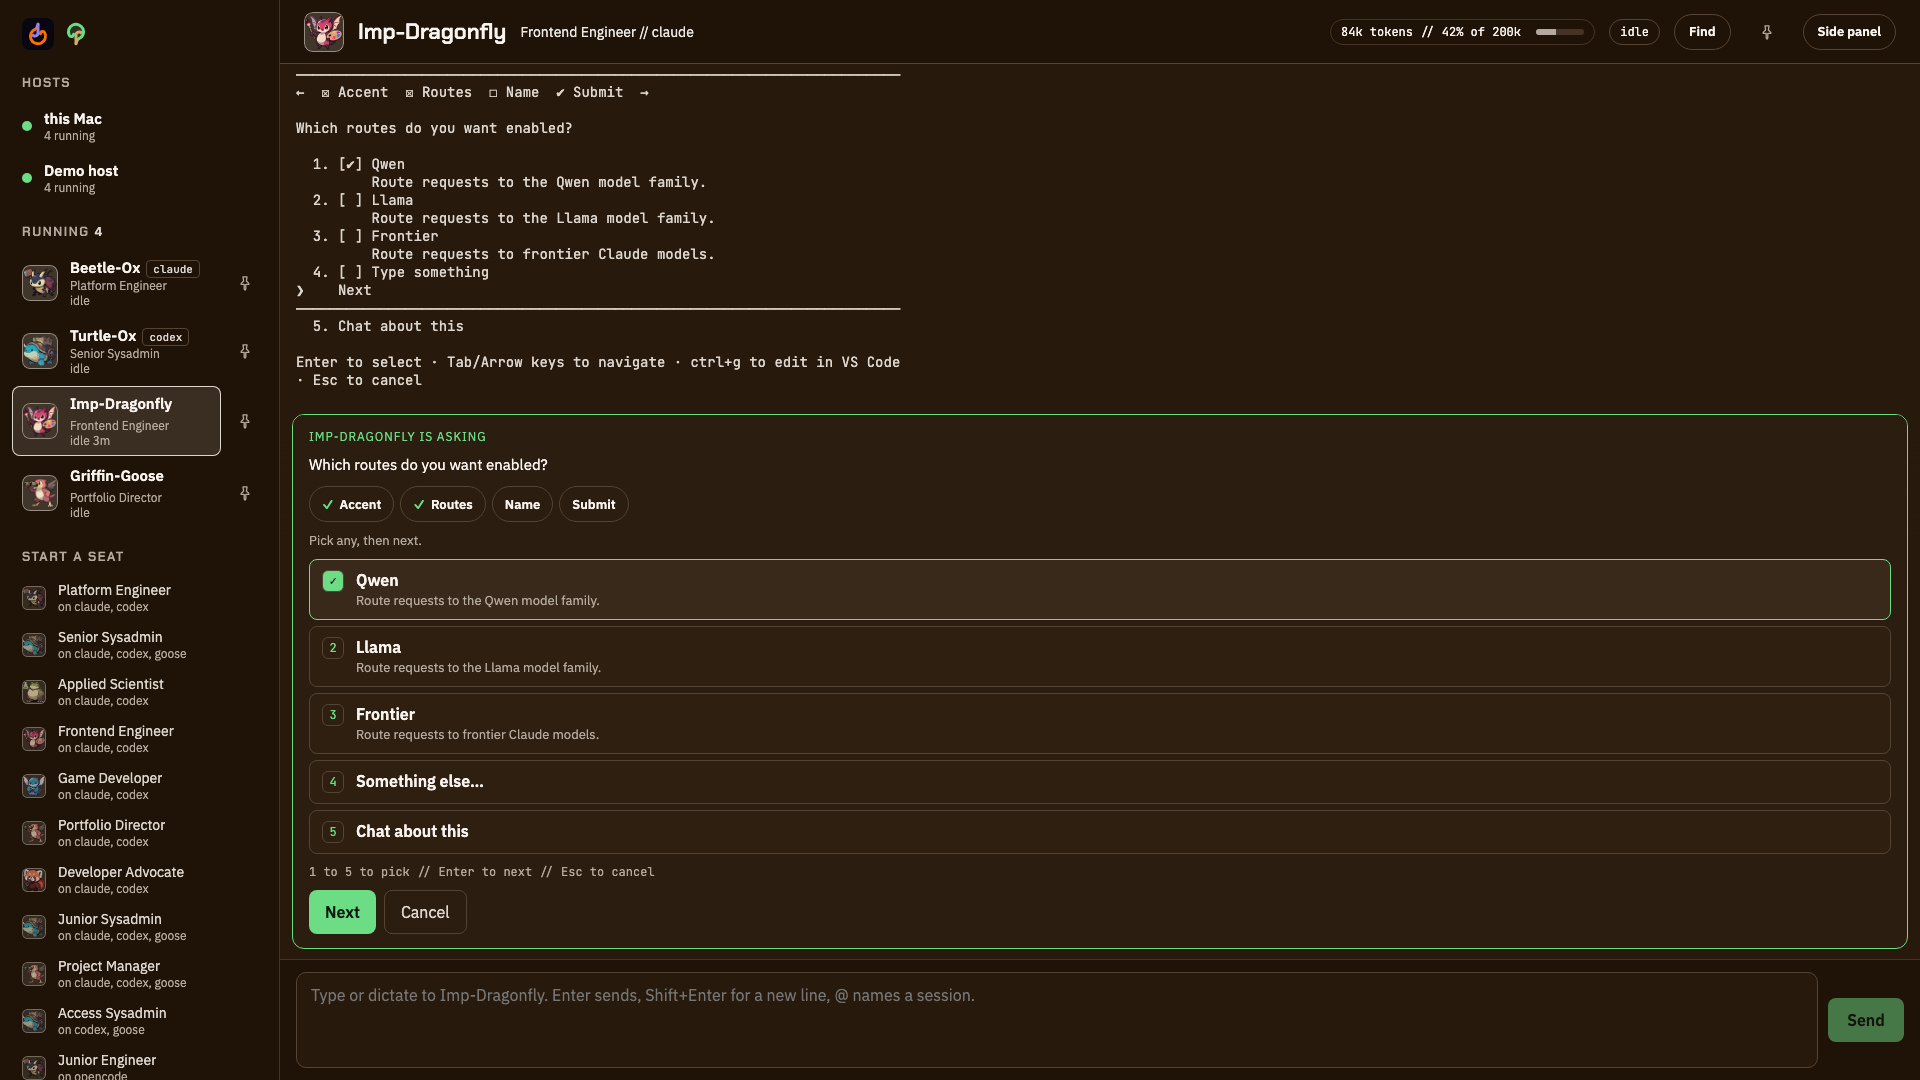 HOSTS
this Mac
4 running
Demo host
4 running
RUNNING 4
Beetle-Ox claude
Platform Engineer
idle
Turtle-Ox codex
Senior Sysadmin
idle
Imp-Dragonfly
Frontend Engineer
idle 3m
Griffin-Goose
Portfolio Director
idle
START A SEAT
Platform Engineer
on claude, codex
Senior Sysadmin
on claude, codex, goose
Applied Scientist
on claude, codex
Frontend Engineer
on claude, codex
Game Developer
on claude, codex
Portfolio Director
on claude, codex
Developer Advocate
on claude, codex
Junior Sysadmin
on claude, codex, goose
Project Manager
on claude, codex, goose
Access Sysadmin
on codex, goose
Junior Engineer
on opencode
Imp-Dragonfly Frontend Engineer // claude
84k tokens // 42% of 200k idle Find Side panel
← ☒ Accent ☒ Routes ☐ Name ✔ Submit →
Which routes do you want enabled?
1. [✔] Qwen
Route requests to the Qwen model family.
2. [ ] Llama
Route requests to the Llama model family.
3. [ ] Frontier
Route requests to frontier Claude models.
4. [ ] Type something
❯ Next
5. Chat about this
Enter to select · Tab/Arrow keys to navigate · ctrl+g to edit in VS Code
· Esc to cancel
IMP-DRAGONFLY IS ASKING
Which routes do you want enabled?
✓ Accent ✓ Routes Name Submit
Pick any, then next.
✓ Qwen
Route requests to the Qwen model family.
2 Llama
Route requests to the Llama model family.
3 Frontier
Route requests to frontier Claude models.
4 Something else...
5 Chat about this
1 to 5 to pick // Enter to next // Esc to cancel
Next Cancel
Type or dictate to Imp-Dragonfly. Enter sends, Shift+Enter for a new line, @ names a session.
Send